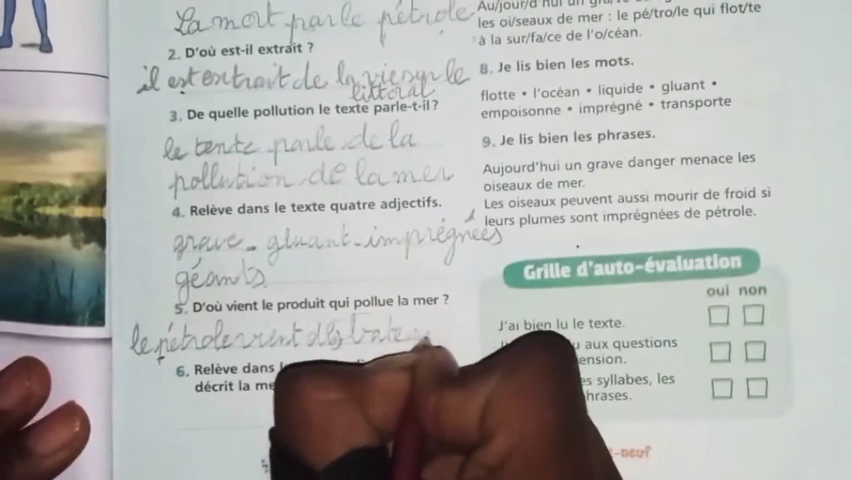 La mort par le pétrole
2. D'où est-il extrait ?
il est extrait de la vie sur le
littoral
3. De quelle pollution le texte parle-t-il ?
le texte parle de la
pollution de la mer
4. Relève dans le texte quatre adjectifs.
grave - gluant - imprégnées
géants
5. D'où vient le produit qui pollue la mer ?
le pétrole vient des
6. Relève dans
décrit la me
les oi/seaux de mer : le pé/tro/le qui flot/te
à la sur/fa/ce de l'o/céan.
8. Je lis bien les mots.
flotte • l'océan • liquide • gluant •
empoisonne • imprégné • transporte
9. Je lis bien les phrases.
Aujourd'hui un grave danger menace les
oiseaux de mer.
Les oiseaux peuvent aussi mourir de froid si
leurs plumes sont imprégnées de pétrole.
Grille d'auto-évaluation
oui non
J'ai bien lu le texte.
u aux questions
ension.
es syllabes, les
hrases.